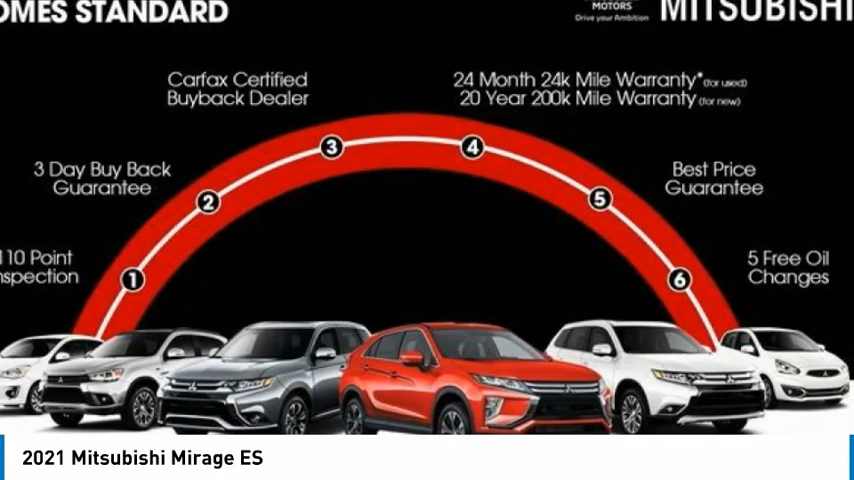 OMES STANDARD
MOTORS
Drive your Ambition
MITSUBISHI
Carfax Certified
Buyback Dealer
24 Month 24k Mile Warranty* (for used)
20 Year 200k Mile Warranty (for new)
3 Day Buy Back
Guarantee
Best Price
Guarantee
110 Point
nspection
5 Free Oil
Changes
1
2
3
4
5
6
2021 Mitsubishi Mirage ES